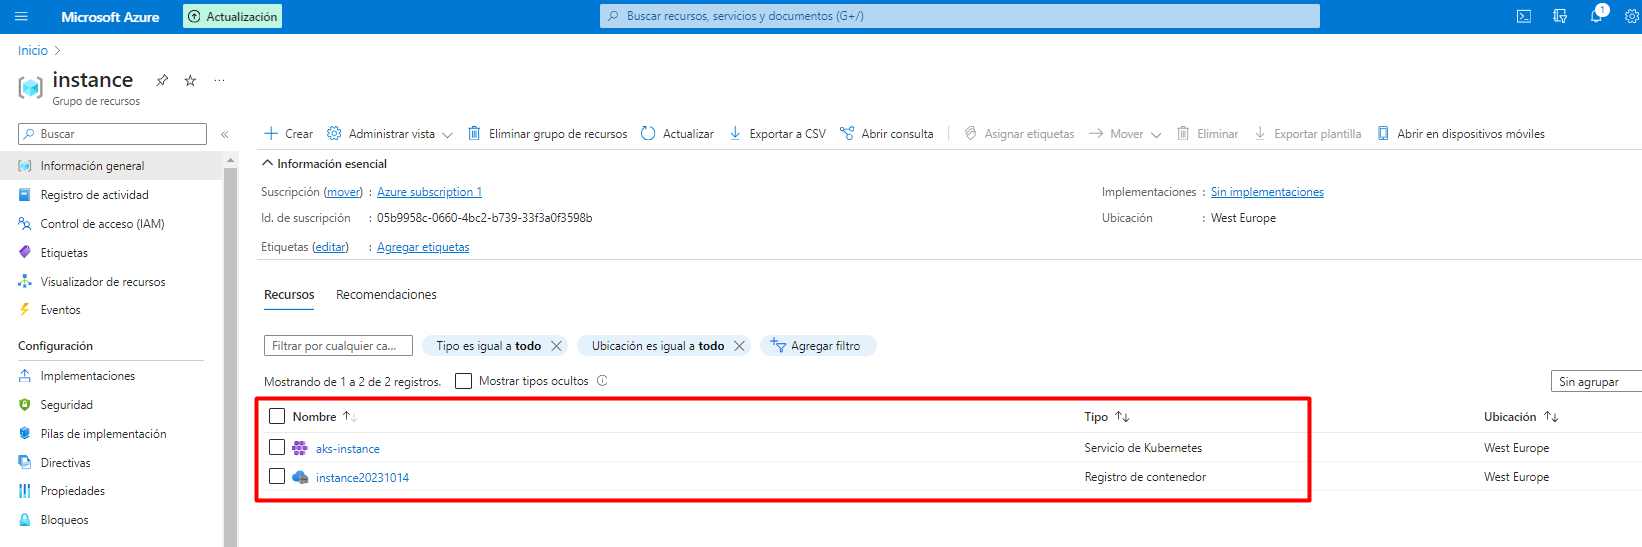 Microsoft Azure Actualización Buscar recursos, servicios y documentos (G+/) 1
Inicio
instance
Grupo de recursos
Buscar
Crear Administrar vista Eliminar grupo de recursos Actualizar Exportar a CSV Abrir consulta Asignar etiquetas Mover Eliminar Exportar plantilla Abrir en dispositivos móviles
Información general
Registro de actividad
Control de acceso (IAM)
Etiquetas
Visualizador de recursos
Eventos
Configuración
Implementaciones
Seguridad
Pilas de implementación
Directivas
Propiedades
Bloqueos
Información esencial
Suscripción (mover) : Azure subscription 1 Implementaciones : Sin implementaciones
Id. de suscripción : 05b9958c-0660-4bc2-b739-33f3a0f3598b Ubicación : West Europe
Etiquetas (editar) : Agregar etiquetas
Recursos Recomendaciones
Filtrar por cualquier ca... Tipo es igual a todo Ubicación es igual a todo Agregar filtro
Mostrando de 1 a 2 de 2 registros. Mostrar tipos ocultos Sin agrupar
Nombre Tipo Ubicación
aks-instance Servicio de Kubernetes West Europe
instance20231014 Registro de contenedor West Europe